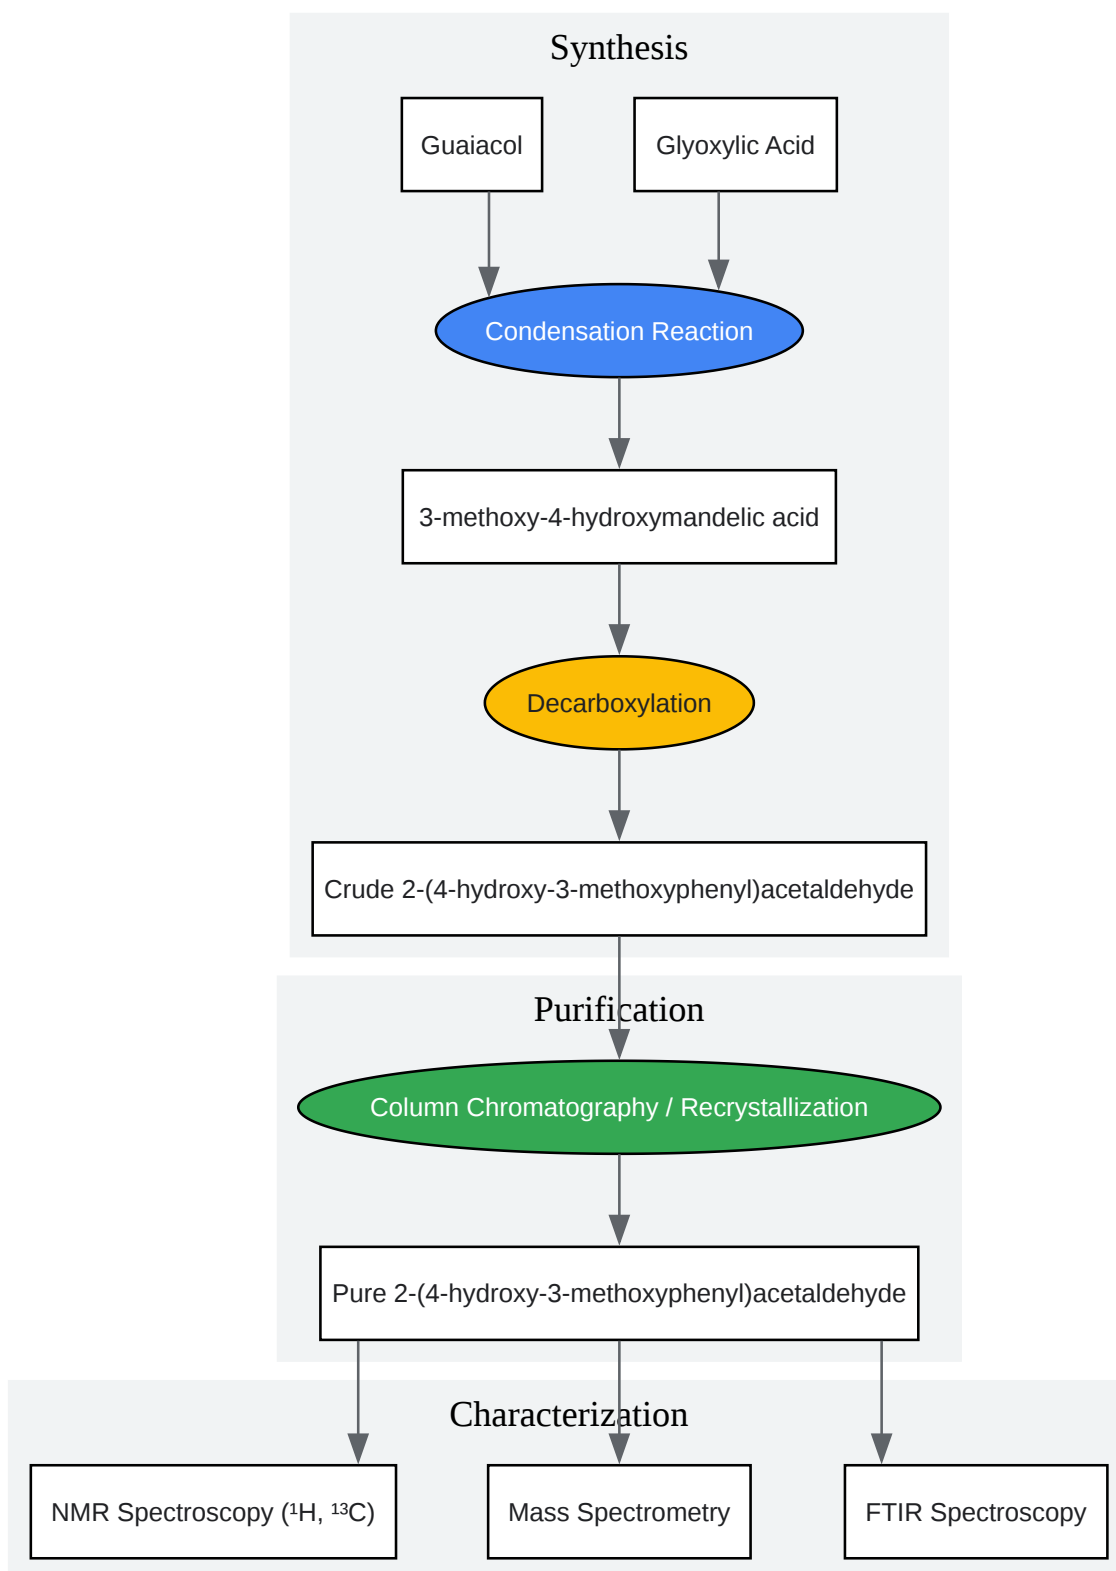 Synthesis
Guaiacol
Glyoxylic Acid
Condensation Reaction
3-methoxy-4-hydroxymandelic acid
Decarboxylation
Crude 2-(4-hydroxy-3-methoxyphenyl)acetaldehyde
Purification
Column Chromatography / Recrystallization
Pure 2-(4-hydroxy-3-methoxyphenyl)acetaldehyde
Characterization
NMR Spectroscopy (¹H, ¹³C)
Mass Spectrometry
FTIR Spectroscopy